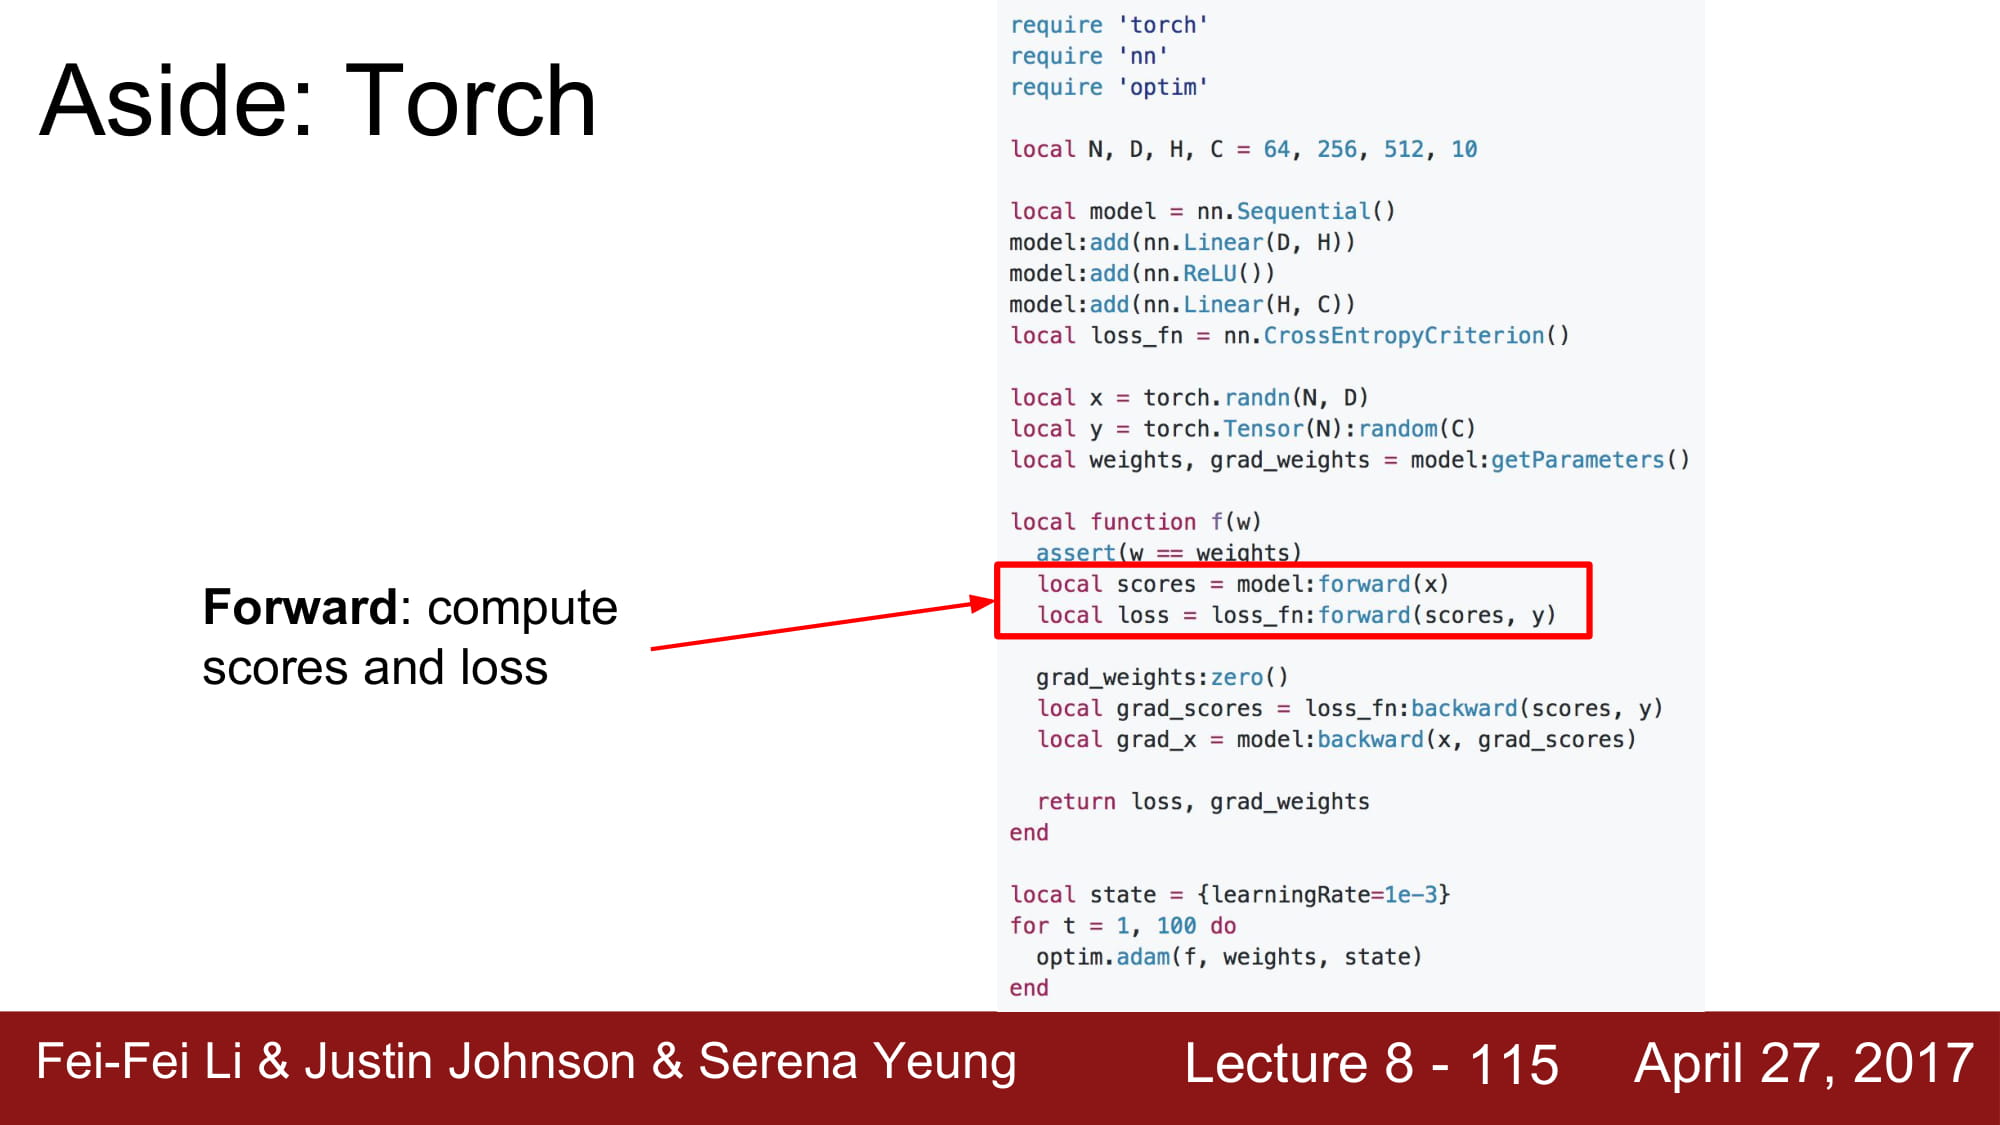 Aside: Torch
require 'torch'
require 'nn'
require 'optim'
local N, D, H, C = 64, 256, 512, 10
local model = nn.Sequential()
model:add(nn.Linear(D, H))
model:add(nn.ReLU())
model:add(nn.Linear(H, C))
local loss_fn = nn.CrossEntropyCriterion()
local x = torch.randn(N, D)
local y = torch.Tensor(N):random(C)
local weights, grad_weights = model:getParameters()
local function f(w)
assert(w == weights)
local scores = model:forward(x)
local loss = loss_fn:forward(scores, y)
grad_weights:zero()
local grad_scores = loss_fn:backward(scores, y)
local grad_x = model:backward(x, grad_scores)
return loss, grad_weights
end
local state = {learningRate=1e-3}
for t = 1, 100 do
optim.adam(f, weights, state)
end
Forward: compute
scores and loss
Fei-Fei Li & Justin Johnson & Serena Yeung
Lecture 8 - 115
April 27, 2017